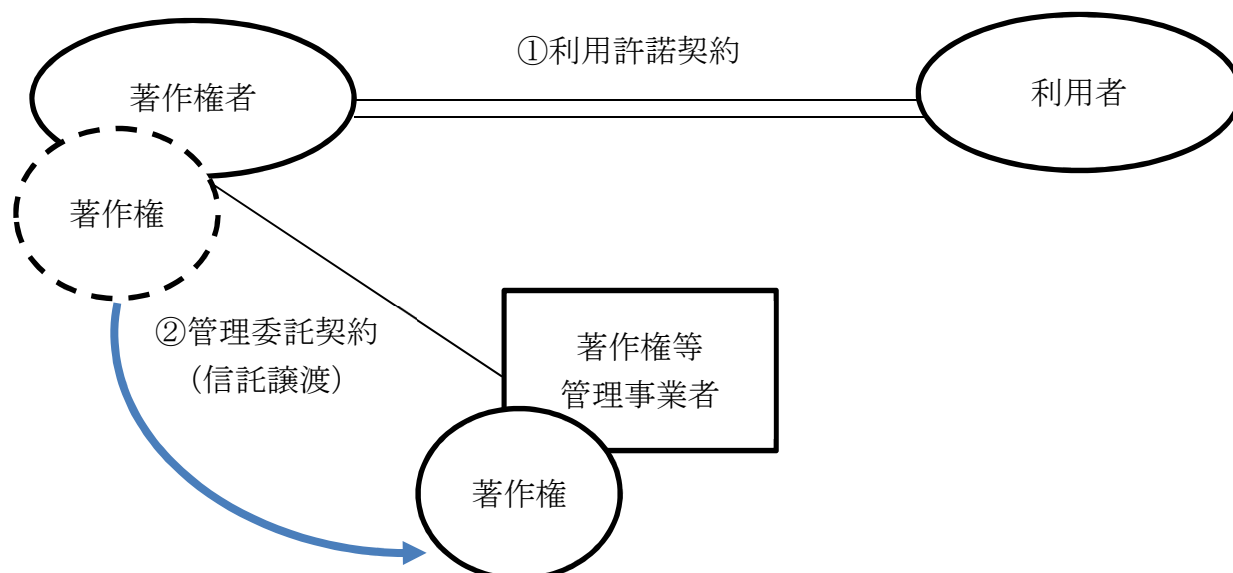 ①利用許諾契約
著作権者
利用者
著作権
②管理委託契約
（信託譲渡）
著作権等
管理事業者
著作権